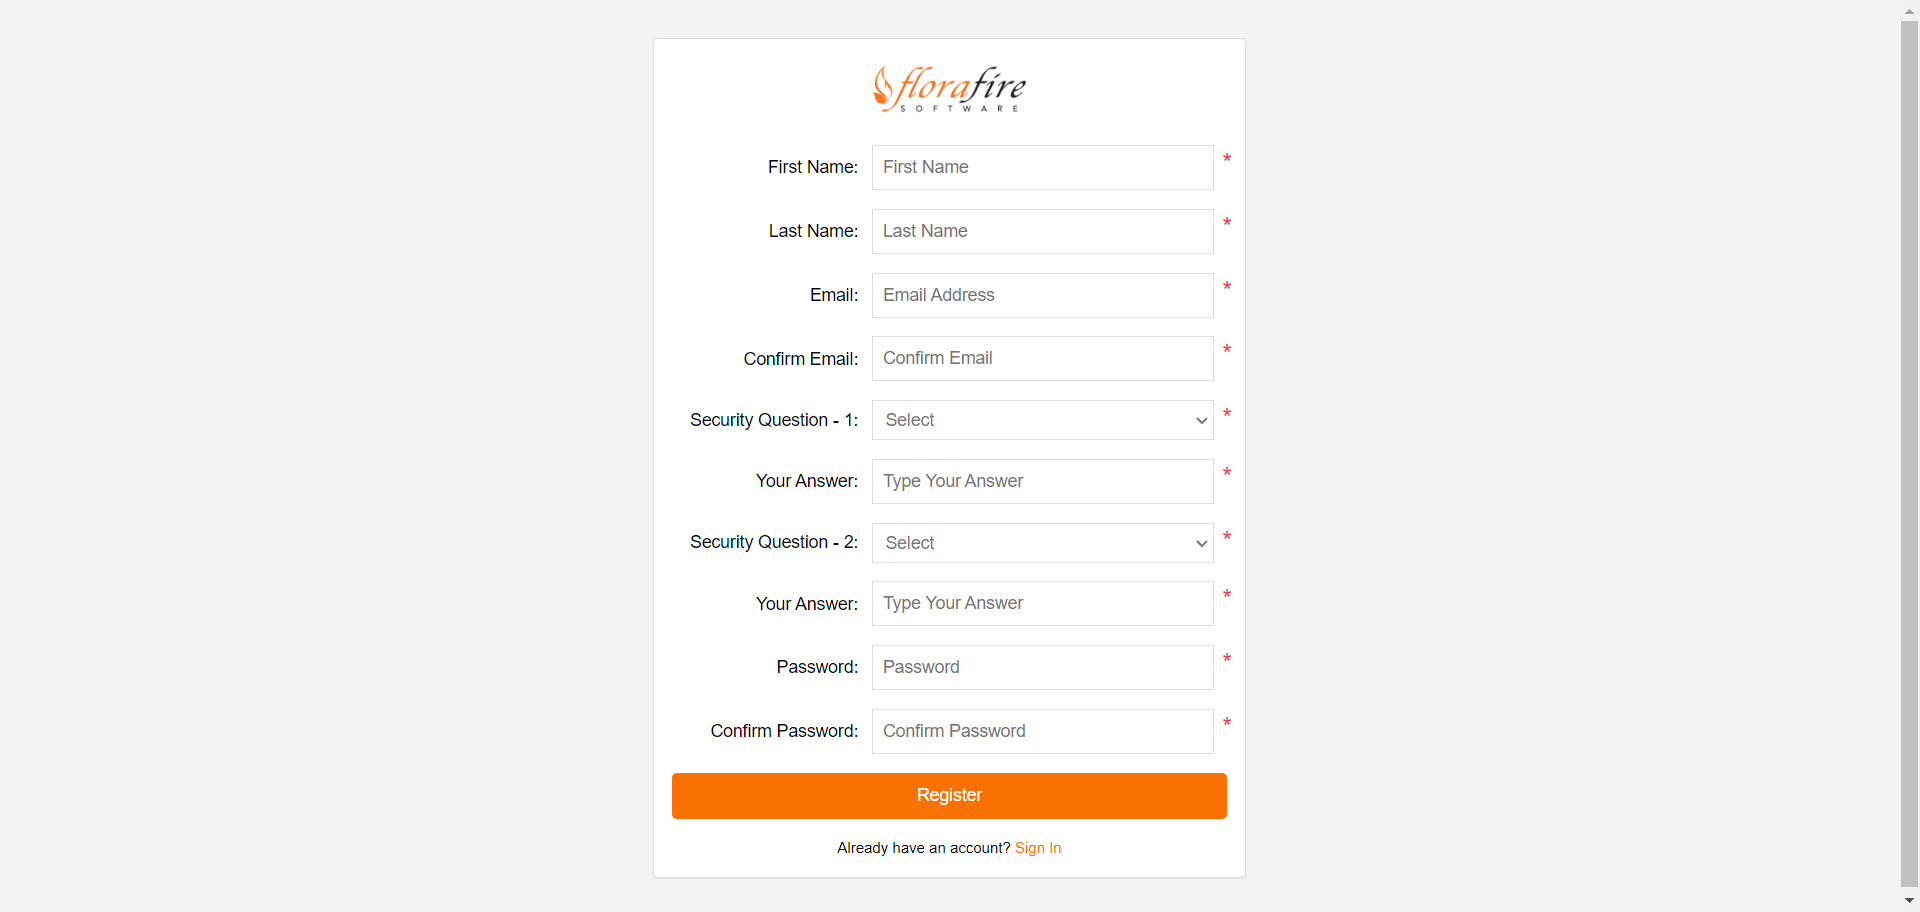 florafire
SOFTWARE
First Name: First Name *
Last Name: Last Name *
Email: Email Address *
Confirm Email: Confirm Email *
Security Question - 1: Select *
Your Answer: Type Your Answer *
Security Question - 2: Select *
Your Answer: Type Your Answer *
Password: Password *
Confirm Password: Confirm Password *
Register
Already have an account? Sign In